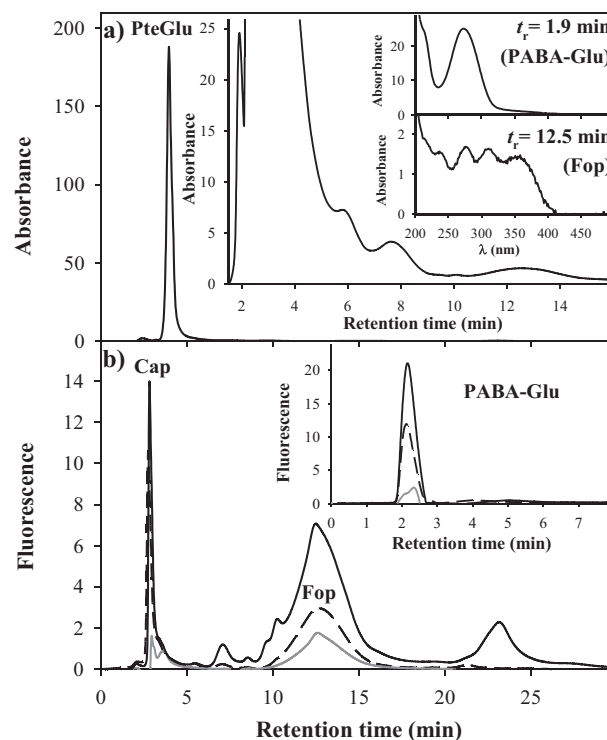 a)
PteGlu
200
150
100
50
0
Absorbance
25
20
15
10
5
0
Absorbance
4 6 8 10 12 14
Retention time (min)
tr= 1.9 min
(PABA-Glu)
20
0
Absorbance
tr= 12.5 min
(Fop)
2
1
0
Absorbance
200 250 300 350 400 450
λ (nm)
b)
Cap
14
12
10
8
6
4
2
0
Fluorescence
Fop
PABA-Glu
20
15
10
5
0
Fluorescence
0 1 2 3 4 5 6 7
Retention time (min)
0 5 10 15 20 25
Retention time (min)